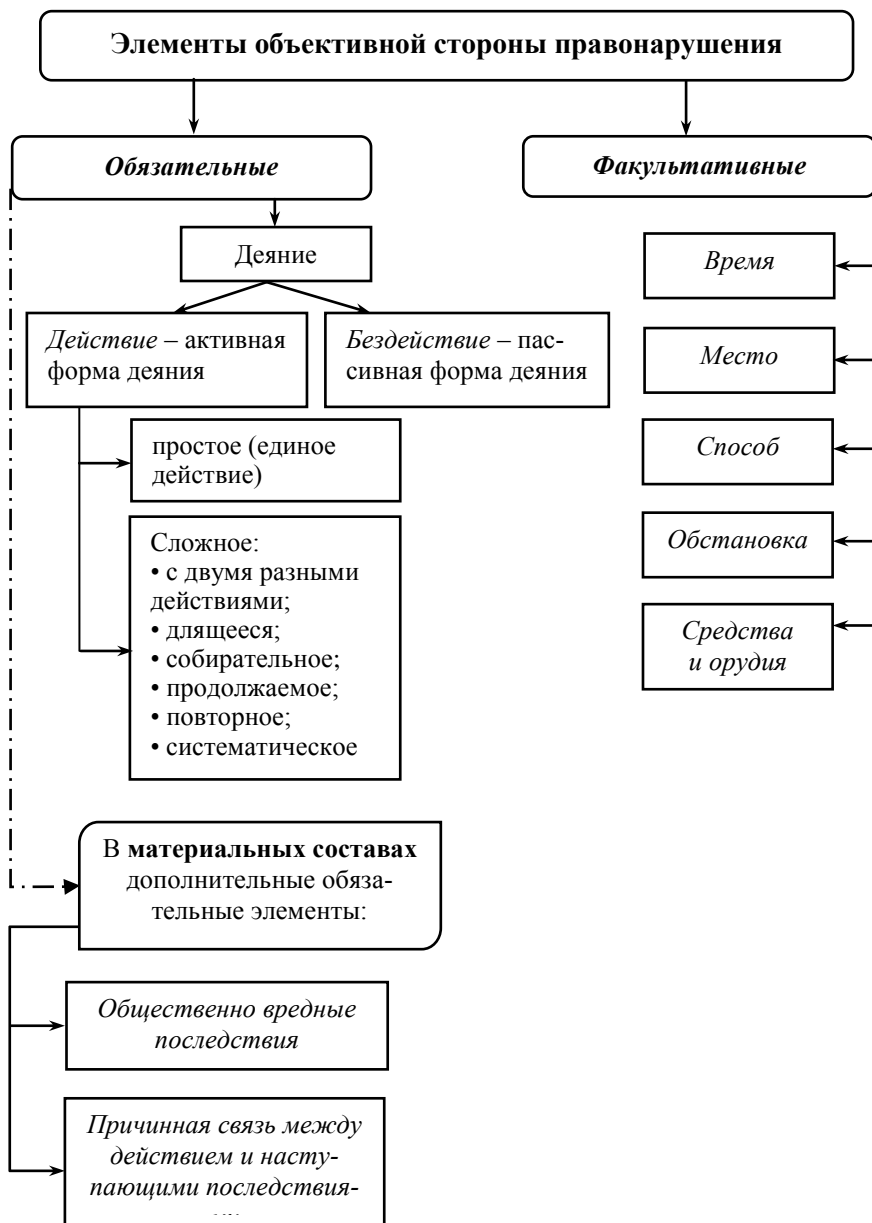 Элементы объективной стороны правонарушения
Обязательные
Факультативные
Деяние
Действие – активная
форма деяния
Бездействие – пас-
сивная форма деяния
простое (единое
действие)
Сложное:
• с двумя разными
действиями;
• длящееся;
• собирательное;
• продолжаемое;
• повторное;
• систематическое
Время
Место
Способ
Обстановка
Средства
и орудия
В материальных составах
дополнительные обяза-
тельные элементы:
Общественно вредные
последствия
Причинная связь между
действием и насту-
пающими последствия-